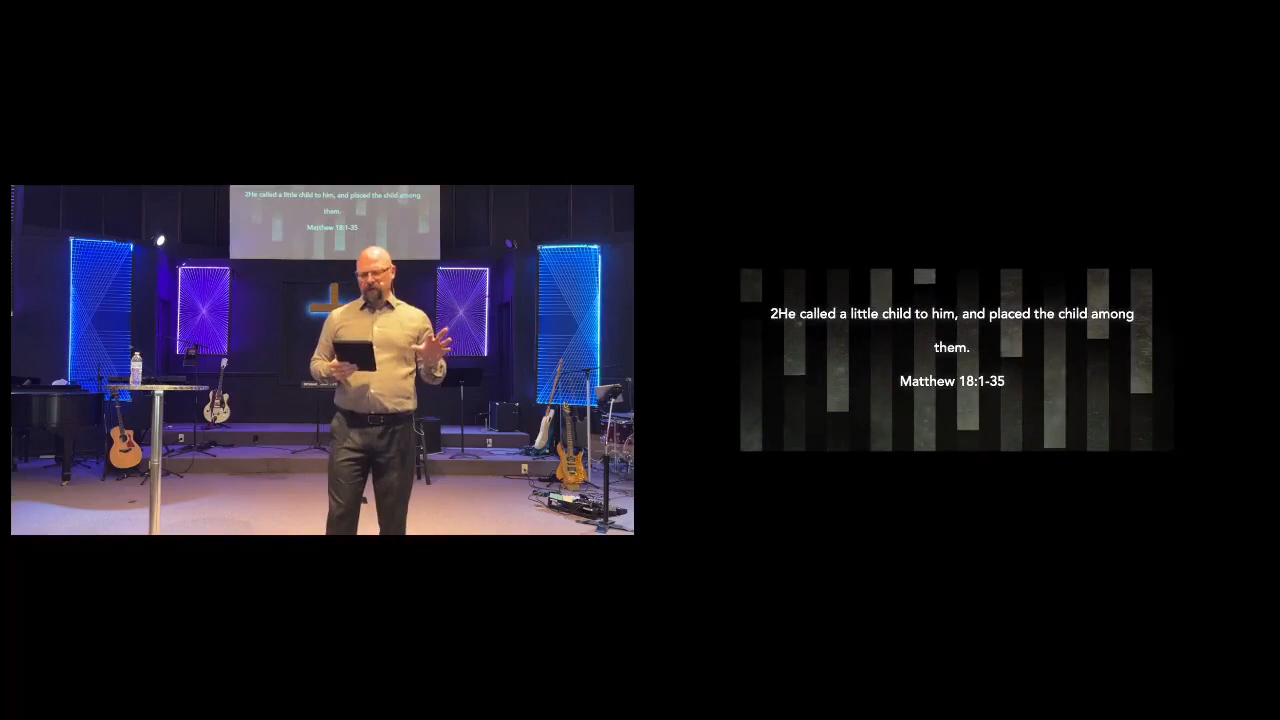 2He called a little child to him, and placed the child among
them.
Matthew 18:1-35
2He called a little child to him, and placed the child among
them.
Matthew 18:1-35